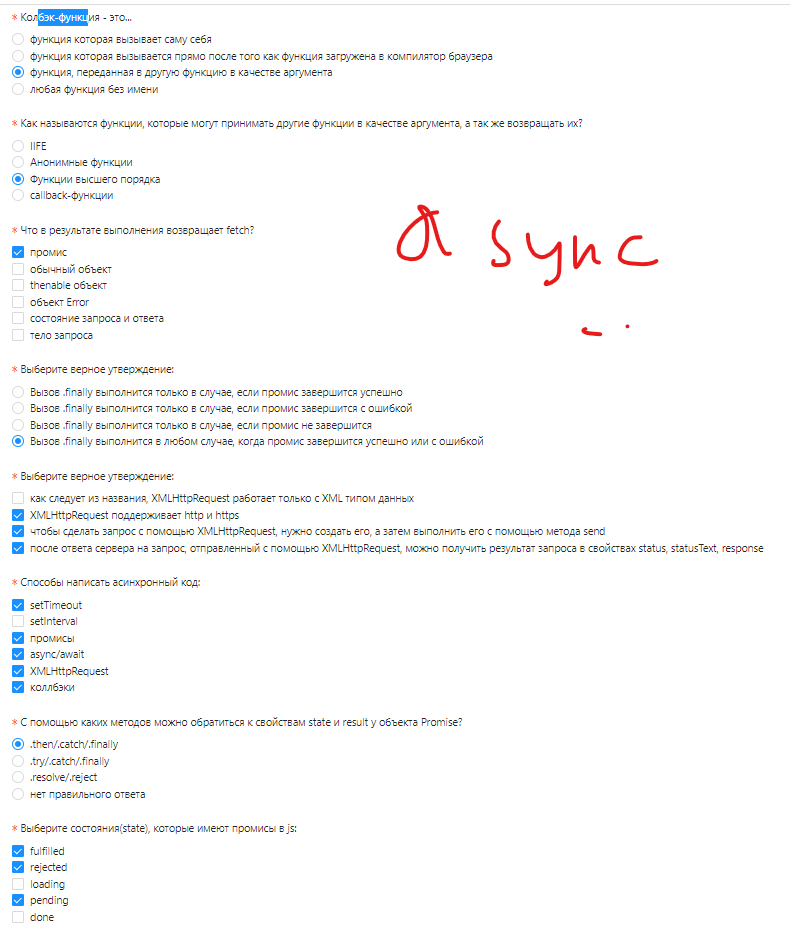 * Колбэк-функция - это...
функция которая вызывает саму себя
функция которая вызывается прямо после того как функция загружена в компилятор браузера
функция, переданная в другую функцию в качестве аргумента
любая функция без имени
* Как называются функции, которые могут принимать другие функции в качестве аргумента, а так же возвращать их?
IIFE
Анонимные функции
Функции высшего порядка
callback-функции
* Что в результате выполнения возвращает fetch?
промис
обычный объект
thenable объект
объект Error
состояние запроса и ответа
тело запроса
async
* Выберите верное утверждение:
Вызов .finally выполнится только в случае, если промис завершится успешно
Вызов .finally выполнится только в случае, если промис завершится с ошибкой
Вызов .finally выполнится только в случае, если промис не завершится
Вызов .finally выполнится в любом случае, когда промис завершится успешно или с ошибкой
* Выберите верное утверждение:
как следует из названия, XMLHttpRequest работает только с XML типом данных
XMLHttpRequest поддерживает http и https
чтобы сделать запрос с помощью XMLHttpRequest, нужно создать его, а затем выполнить его с помощью метода send
после ответа сервера на запрос, отправленный с помощью XMLHttpRequest, можно получить результат запроса в свойствах status, statusText, response
* Способы написать асинхронный код:
setTimeout
setInterval
промисы
async/await
XMLHttpRequest
коллбэки
* С помощью каких методов можно обратиться к свойствам state и result у объекта Promise?
.then/.catch/.finally
.try/.catch/.finally
.resolve/.reject
нет правильного ответа
* Выберите состояния(state), которые имеют промисы в js:
fulfilled
rejected
loading
pending
done